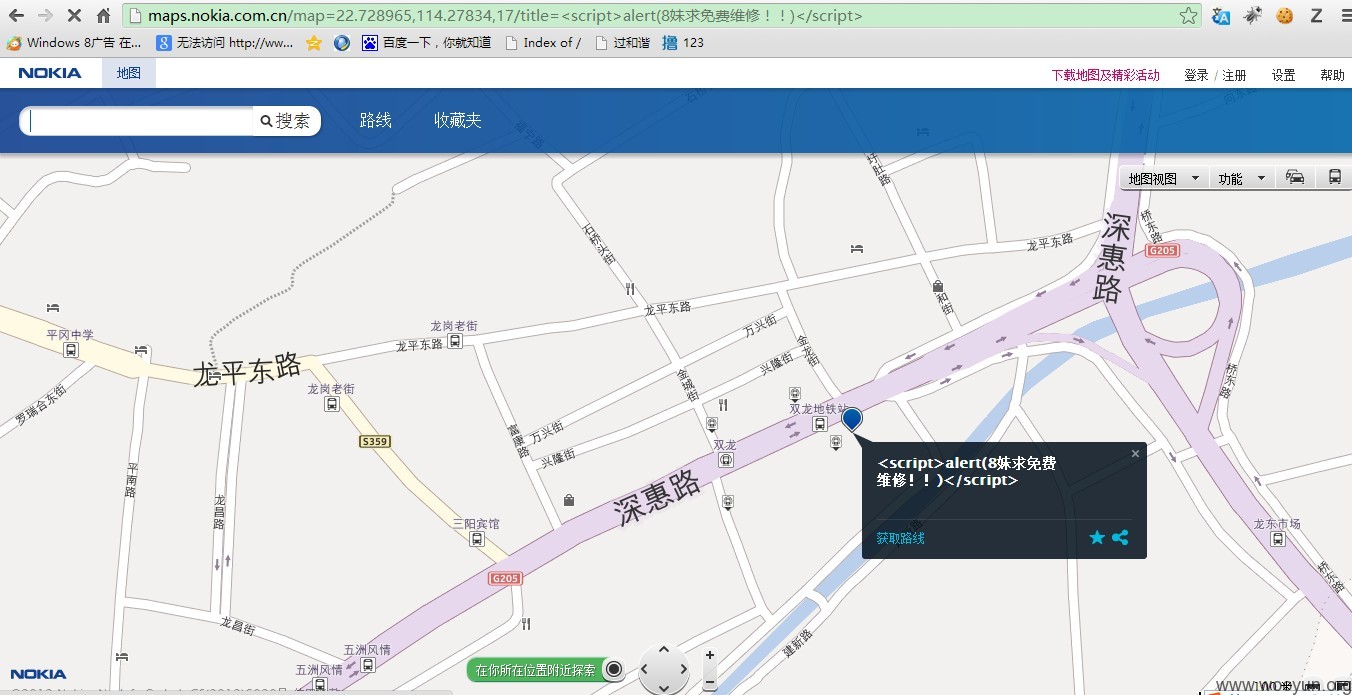 maps.nokia.com.cn/map=22.728965,114.27834,17/title=<script>alert(8妹求免费维修！！)</script>
Windows 8广告 在... 无法访问 http://ww... 百度一下，你就知道 Index of / 过和谐 撸 123
NOKIA 地图 下载地图及精彩活动 登录 / 注册 设置 帮助
搜索 路线 收藏夹
地图视图 功能
圩肚路
桥东路
深惠路
G205
龙平东路
石桥头街
和街
龙平东路
万兴街
龙岗老街
龙平东路
平冈中学
金龙街
兴隆街
龙平东路
金城街
龙岗老街
罗瑞合东街
桥东路
双龙地铁站
富康路
万兴街
S359
双龙
兴隆街
<script>alert(8妹求免费
维修！！)</script>
平南路
深惠路
龙昌路
三阳宾馆
龙东市场
获取路线
G205
桥东路
龙昌街
建新路
五洲风情
五洲风情
在你所在位置附近探索
NOKIA